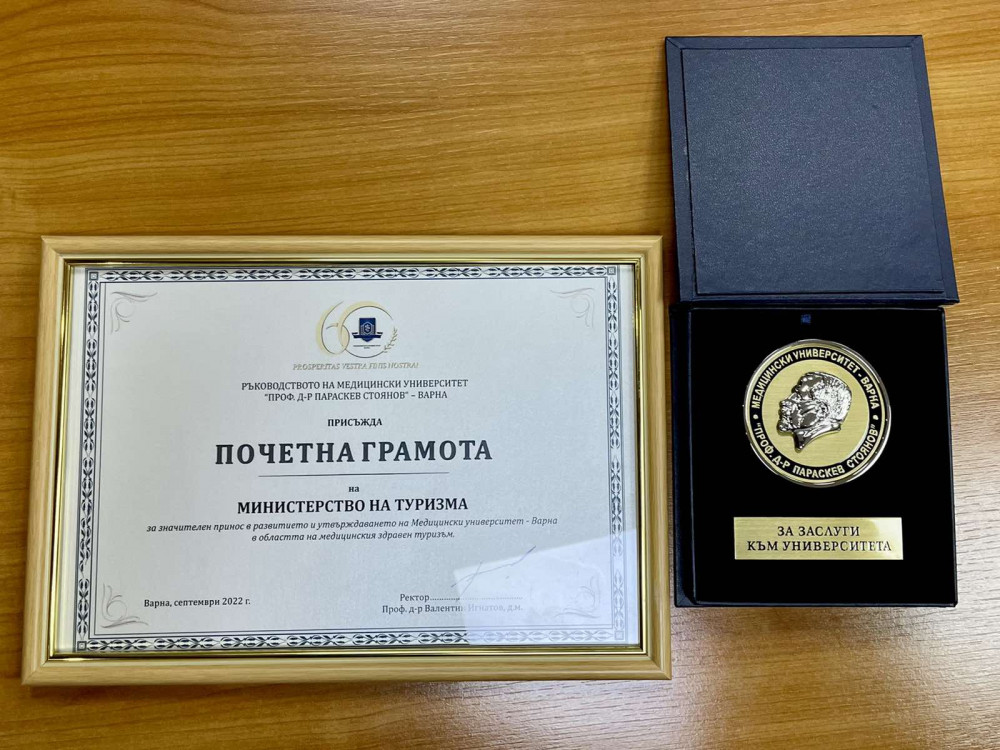 60
PROSPERITAS VESTRA FINIS NOSTRA!
РЪКОВОДСТВОТО НА МЕДИЦИНСКИ УНИВЕРСИТЕТ
"ПРОФ. Д-Р ПАРАСКЕВ СТОЯНОВ" – ВАРНА
ПРИСЪЖДА
ПОЧЕТНА ГРАМОТА
на
МИНИСТЕРСТВО НА ТУРИЗМА
за значителен принос в развитието и утвърждаването на Медицински университет - Варна
в областта на медицинския здравен туризъм.
Варна, септември 2022 г.
Ректор
Проф. д-р Валентин Игнатов, д.м.
МЕДИЦИНСКИ УНИВЕРСИТЕТ - ВАРНА
"ПРОФ. Д-Р ПАРАСКЕВ СТОЯНОВ"
ЗА ЗАСЛУГИ
КЪМ УНИВЕРСИТЕТА